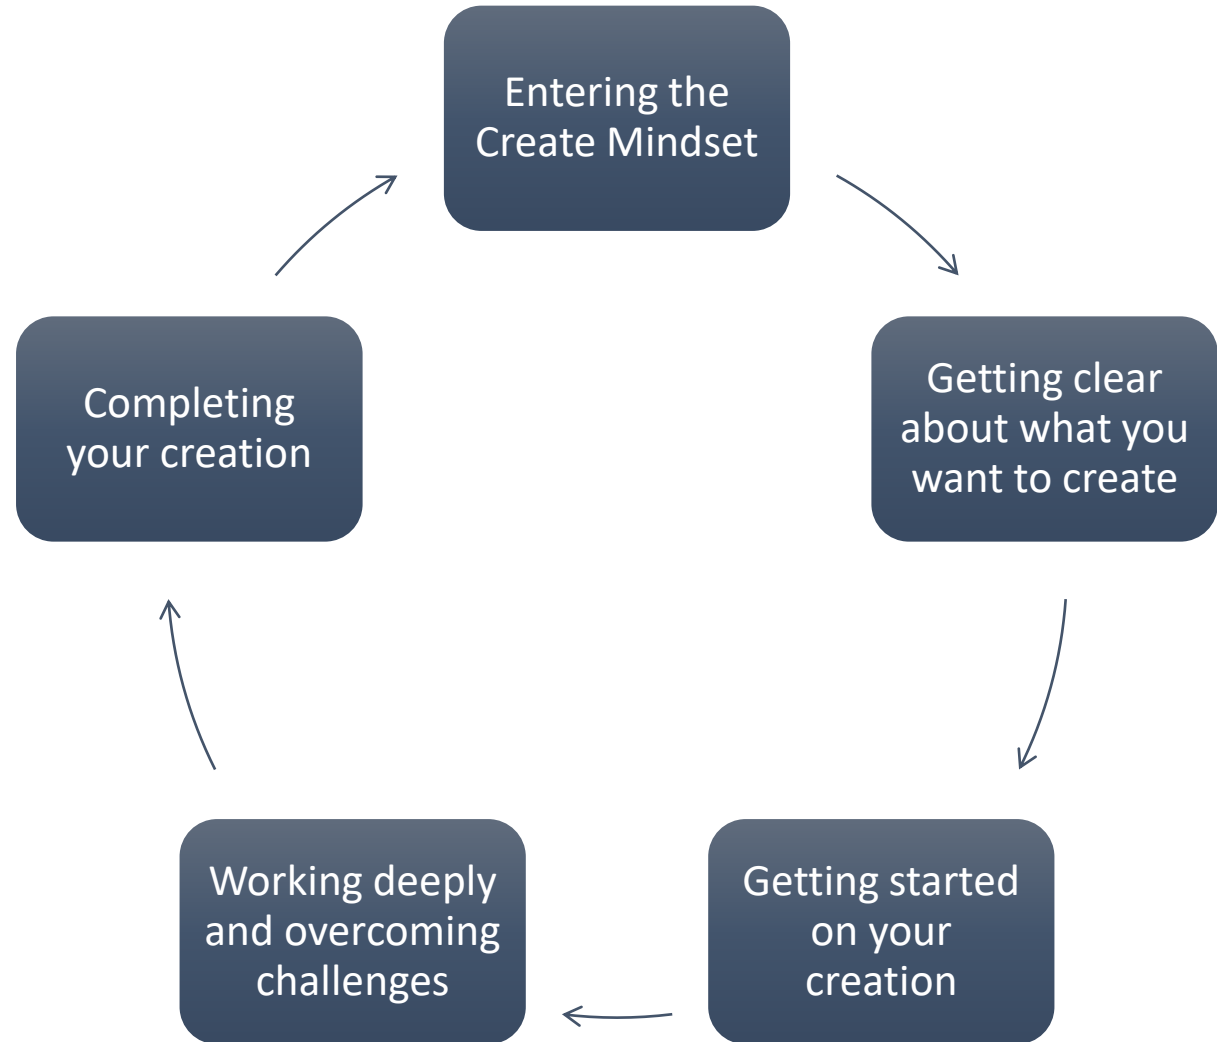 Entering the
Create Mindset
Getting clear
about what you
want to create
Getting started
on your
creation
Working deeply
and overcoming
challenges
Completing
your creation